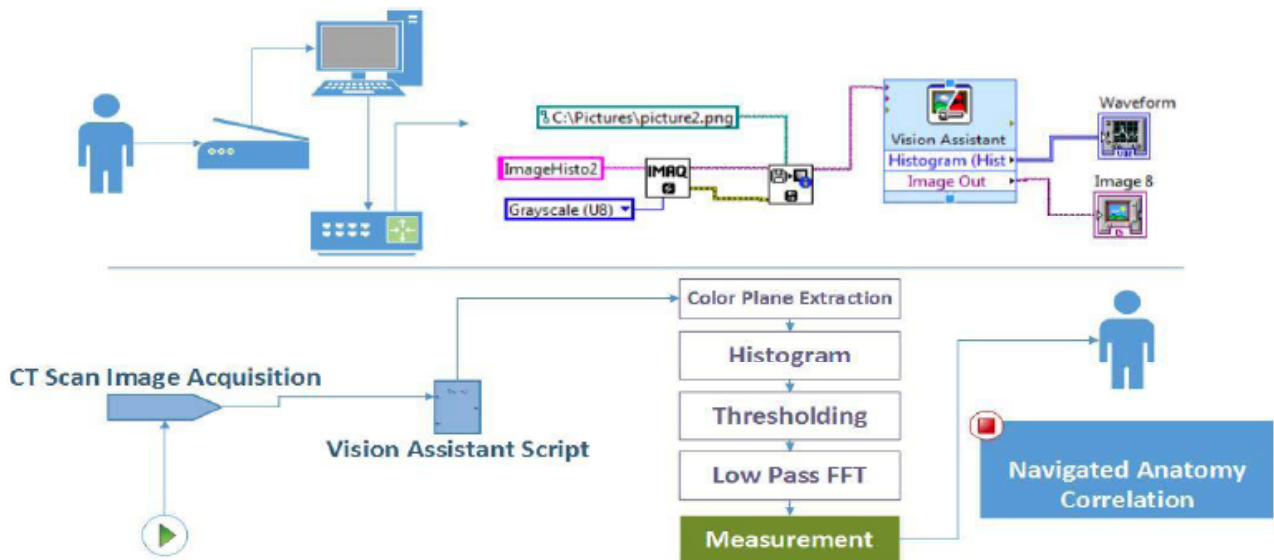 C:\Pictures\picture2.png
ImageHisto2
IMAQ
Grayscale (U8)
Vision Assistant
Histogram (Hist
Image Out
Waveform
Image 8
Color Plane Extraction
Histogram
Thresholding
Low Pass FFT
Measurement
CT Scan Image Acquisition
Vision Assistant Script
Navigated Anatomy
Correlation